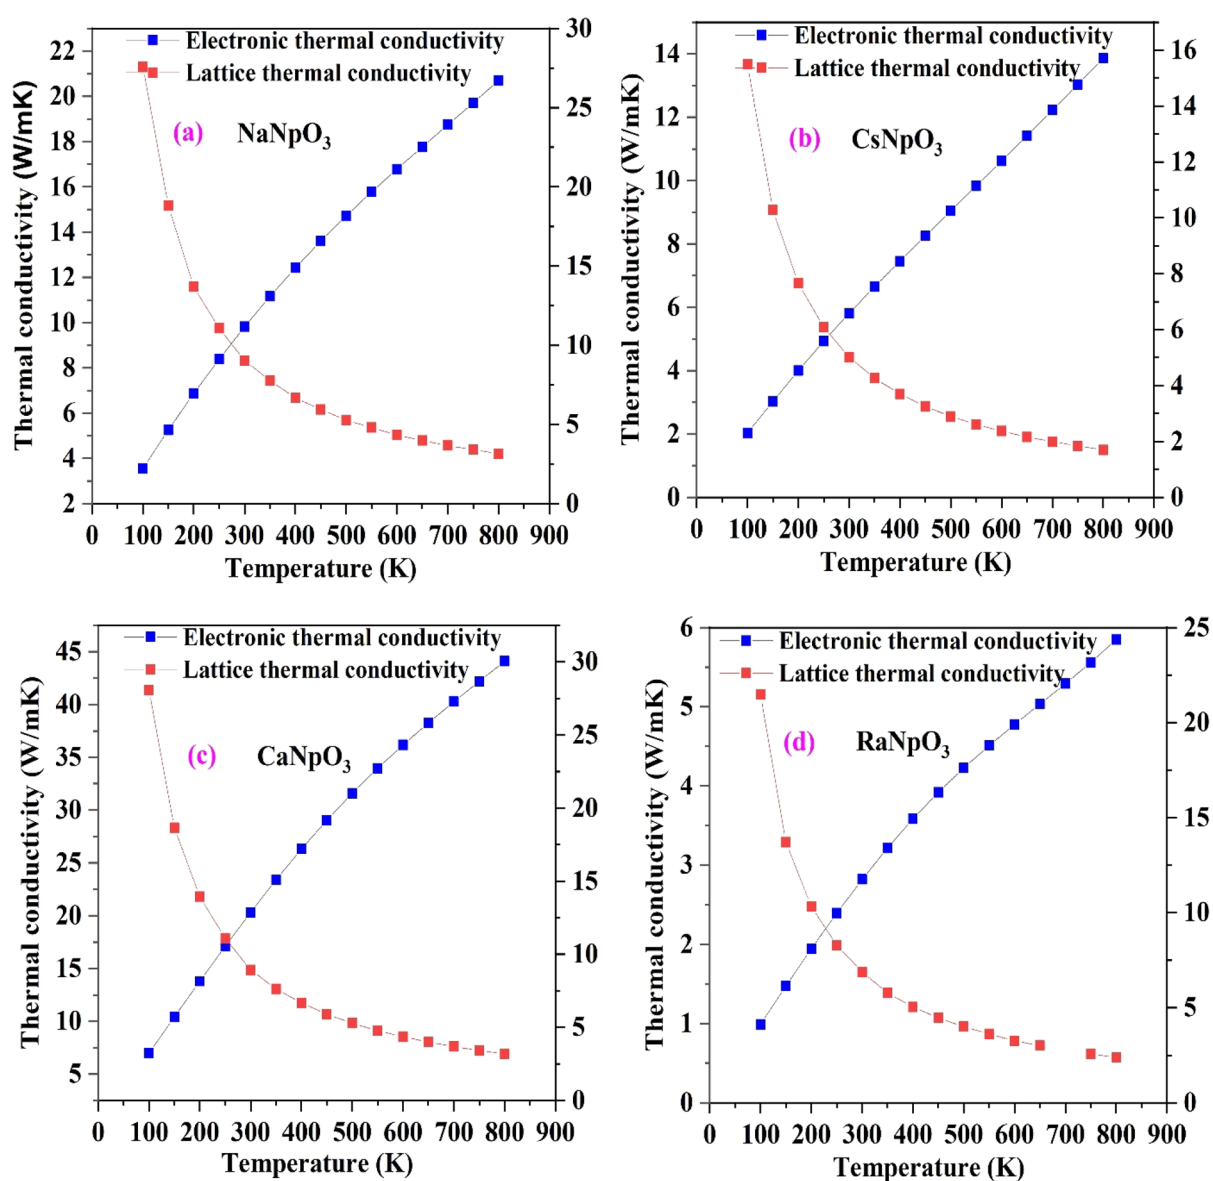 Electronic thermal conductivity
Lattice thermal conductivity
(a) NaNpO3
Thermal conductivity (W/mK)
22
20
18
16
14
12
10
8
6
4
2
30
25
20
15
10
5
0
0 100 200 300 400 500 600 700 800 900
Temperature (K)
Electronic thermal conductivity
Lattice thermal conductivity
(b) CsNpO3
Thermal conductivity (W/mK)
14
12
10
8
6
4
2
0
16
14
12
10
8
6
4
2
0
0 100 200 300 400 500 600 700 800 900
Temperature (K)
Electronic thermal conductivity
Lattice thermal conductivity
(c) CaNpO3
Thermal conductivity (W/mK)
45
40
35
30
25
20
15
10
5
30
25
20
15
10
5
0
0 100 200 300 400 500 600 700 800 900
Temperature (K)
Electronic thermal conductivity
Lattice thermal conductivity
(d) RaNpO3
Thermal conductivity (W/mK)
6
5
4
3
2
1
0
25
20
15
10
5
0
0 100 200 300 400 500 600 700 800 900
Temperature (K)